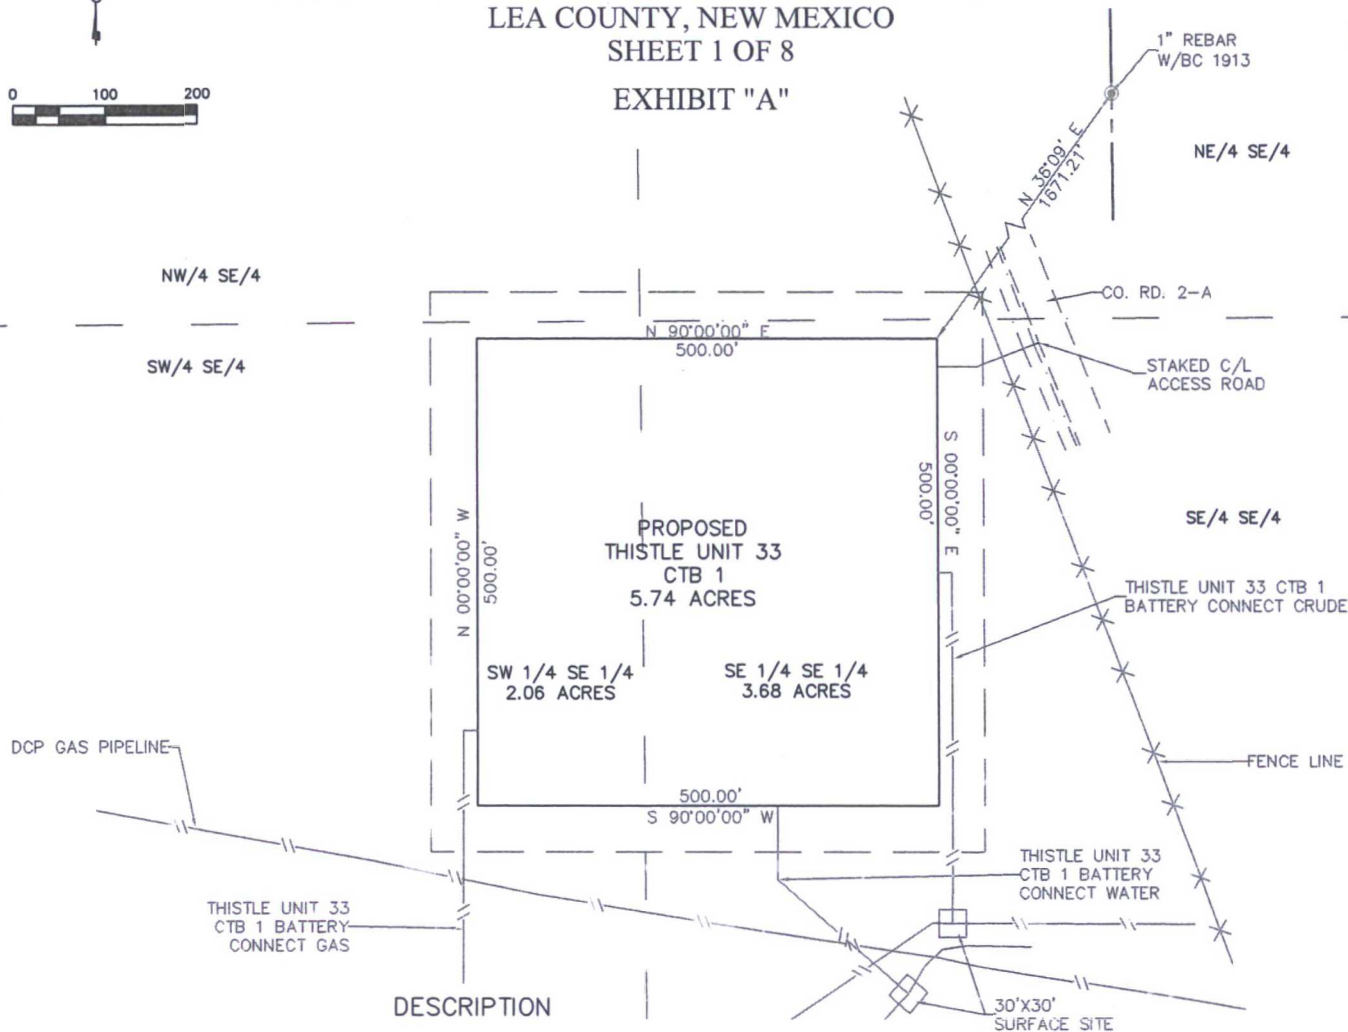 LEA COUNTY, NEW MEXICO
SHEET 1 OF 8
EXHIBIT "A"
0 100 200
1" REBAR
W/BC 1913
N 36°09' E
1671.21'
NE/4 SE/4
NW/4 SE/4
CO. RD. 2-A
N 90°00'00" E
500.00'
SW/4 SE/4
STAKED C/L
ACCESS ROAD
S 00°00'00" E
500.00'
N 00°00'00" W
500.00'
SE/4 SE/4
PROPOSED
THISTLE UNIT 33
CTB 1
5.74 ACRES
THISTLE UNIT 33 CTB 1
BATTERY CONNECT CRUDE
SW 1/4 SE 1/4
2.06 ACRES
SE 1/4 SE 1/4
3.68 ACRES
DCP GAS PIPELINE
FENCE LINE
500.00'
S 90°00'00" W
THISTLE UNIT 33
CTB 1 BATTERY
CONNECT WATER
THISTLE UNIT 33
CTB 1 BATTERY
CONNECT GAS
DESCRIPTION
30'X30'
SURFACE SITE